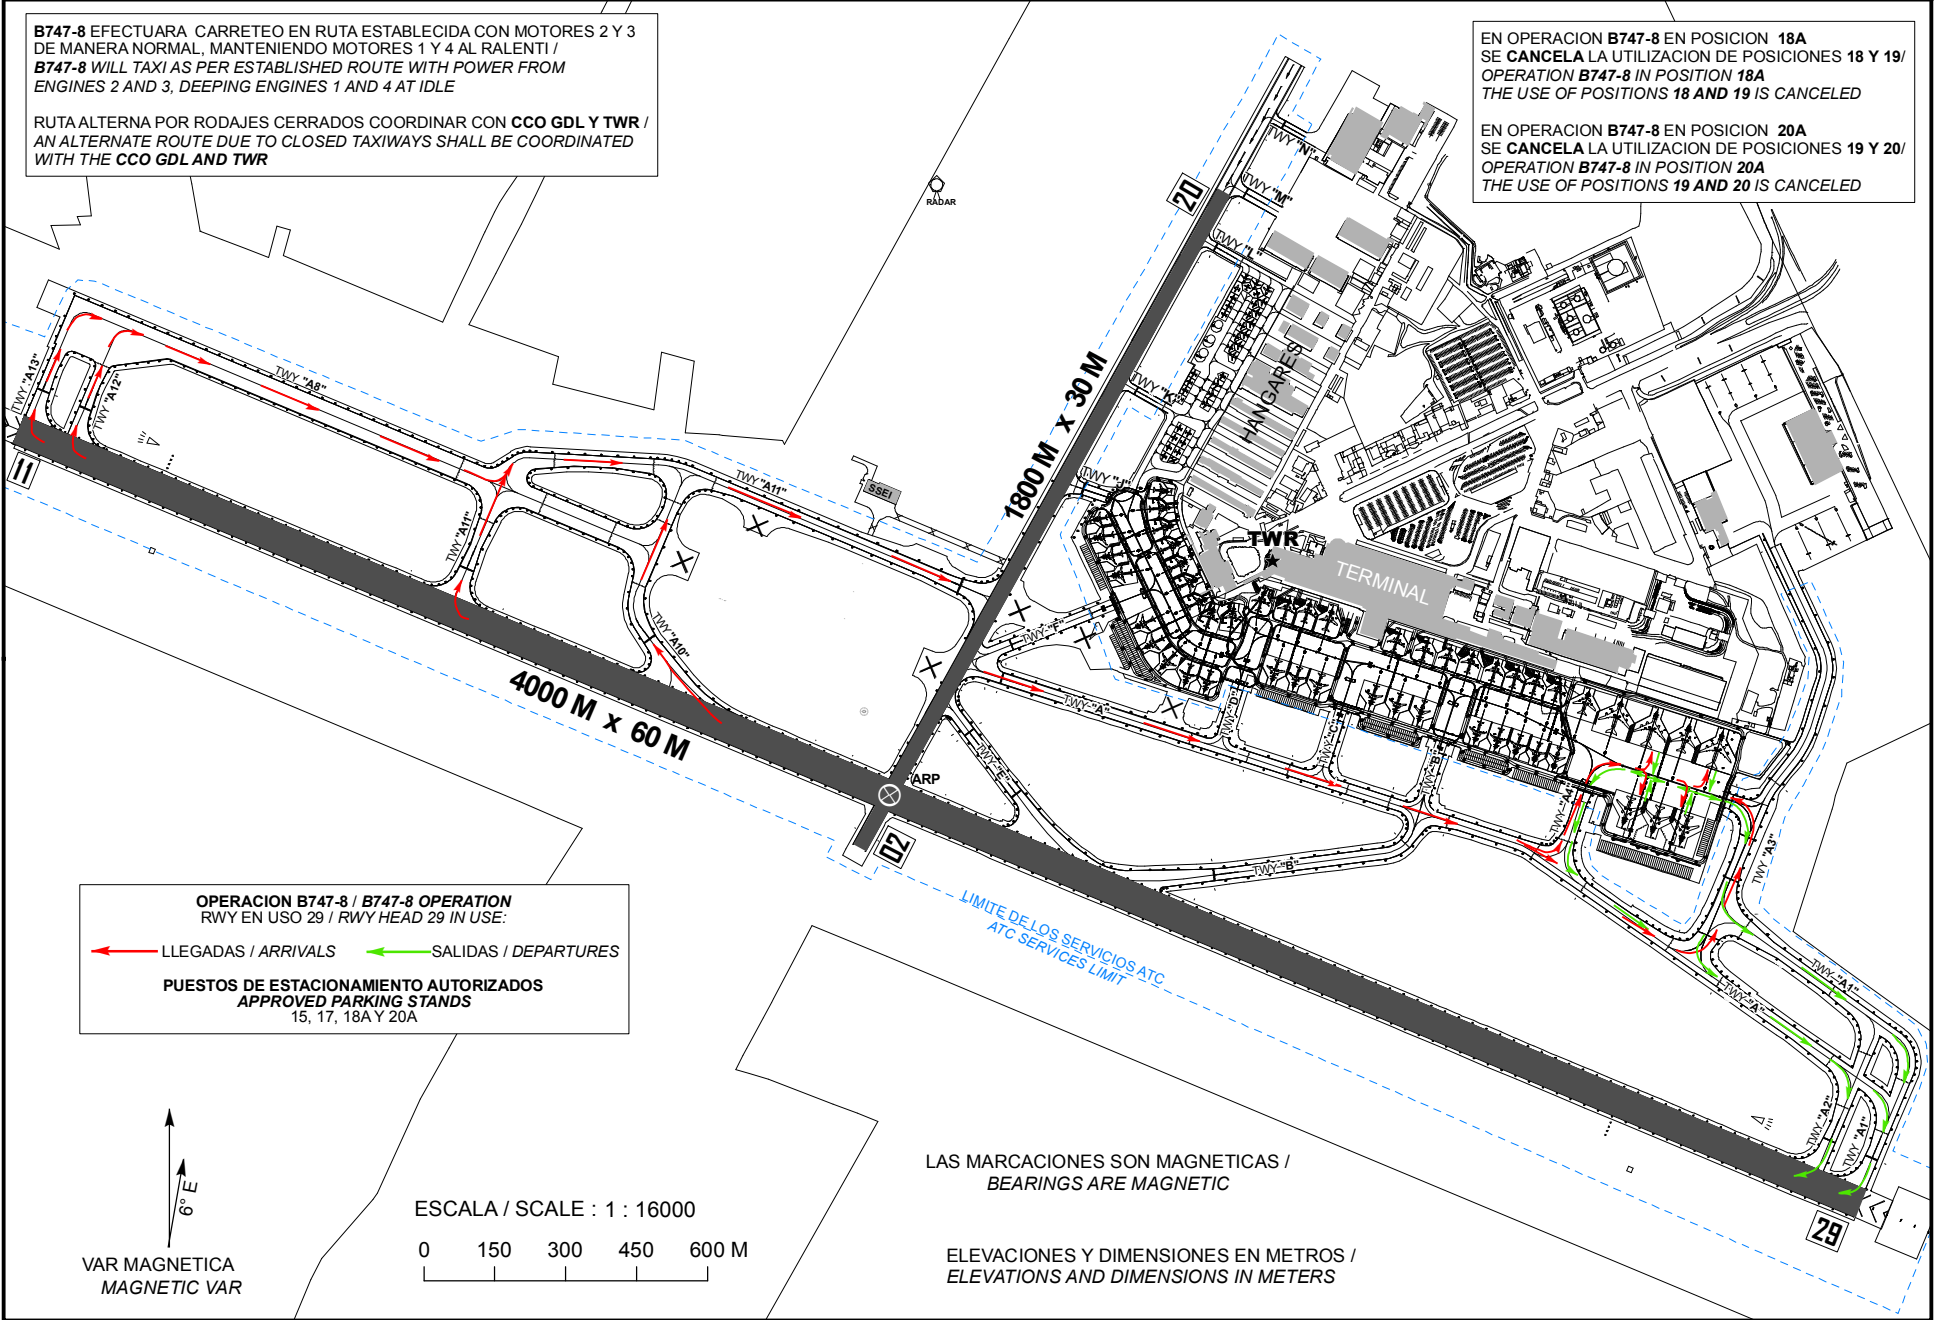 B747-8 EFECTUARA CARRETEO EN RUTA ESTABLECIDA CON MOTORES 2 Y 3
DE MANERA NORMAL, MANTENIENDO MOTORES 1 Y 4 AL RALENTI /
B747-8 WILL TAXI AS PER ESTABLISHED ROUTE WITH POWER FROM
ENGINES 2 AND 3, DEEPING ENGINES 1 AND 4 AT IDLE
RUTA ALTERNA POR RODAJES CERRADOS COORDINAR CON CCO GDL Y TWR /
AN ALTERNATE ROUTE DUE TO CLOSED TAXIWAYS SHALL BE COORDINATED
WITH THE CCO GDL AND TWR
EN OPERACION B747-8 EN POSICION 18A
SE CANCELA LA UTILIZACION DE POSICIONES 18 Y 19/
OPERATION B747-8 IN POSITION 18A
THE USE OF POSITIONS 18 AND 19 IS CANCELED
EN OPERACION B747-8 EN POSICION 20A
SE CANCELA LA UTILIZACION DE POSICIONES 19 Y 20/
OPERATION B747-8 IN POSITION 20A
THE USE OF POSITIONS 19 AND 20 IS CANCELED
RADAR
TWY "N"
20
TWY "M"
TWY "L"
TWY "K"
HANGARES
1800 M x 30 M
TWY "J"
TWY "A13"
TWY "A12"
TWY "A8"
11
TWY "A11"
TWY "A11"
SSEI
TWR
TERMINAL
TWY "F"
TWY "A10"
4000 M x 60 M
TWY "A"
TWY "D"
TWY "C"
TWY "B"
TWY "E"
ARP
02
TWY "A4"
TWY "A3"
TWY "B"
LIMITE DE LOS SERVICIOS ATC
ATC SERVICES LIMIT
TWY "A1"
TWY "A"
TWY "A2"
TWY "A1"
29
OPERACION B747-8 / B747-8 OPERATION
RWY EN USO 29 / RWY HEAD 29 IN USE:
LLEGADAS / ARRIVALS SALIDAS / DEPARTURES
PUESTOS DE ESTACIONAMIENTO AUTORIZADOS
APPROVED PARKING STANDS
15, 17, 18A Y 20A
6° E
VAR MAGNETICA
MAGNETIC VAR
ESCALA / SCALE : 1 : 16000
0 150 300 450 600 M
LAS MARCACIONES SON MAGNETICAS /
BEARINGS ARE MAGNETIC
ELEVACIONES Y DIMENSIONES EN METROS /
ELEVATIONS AND DIMENSIONS IN METERS